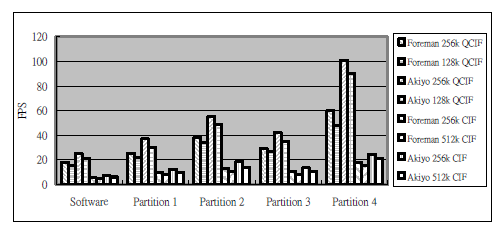 120
100
80
60
40
20
0
FPS
Software
Partition 1
Partition 2
Partition 3
Partition 4
Foreman 256k QCIF
Foreman 128k QCIF
Akiyo 256k QCIF
Akiyo 128k QCIF
Foreman 256k CIF
Foreman 512k CIF
Akiyo 256k CIF
Akiyo 512k CIF